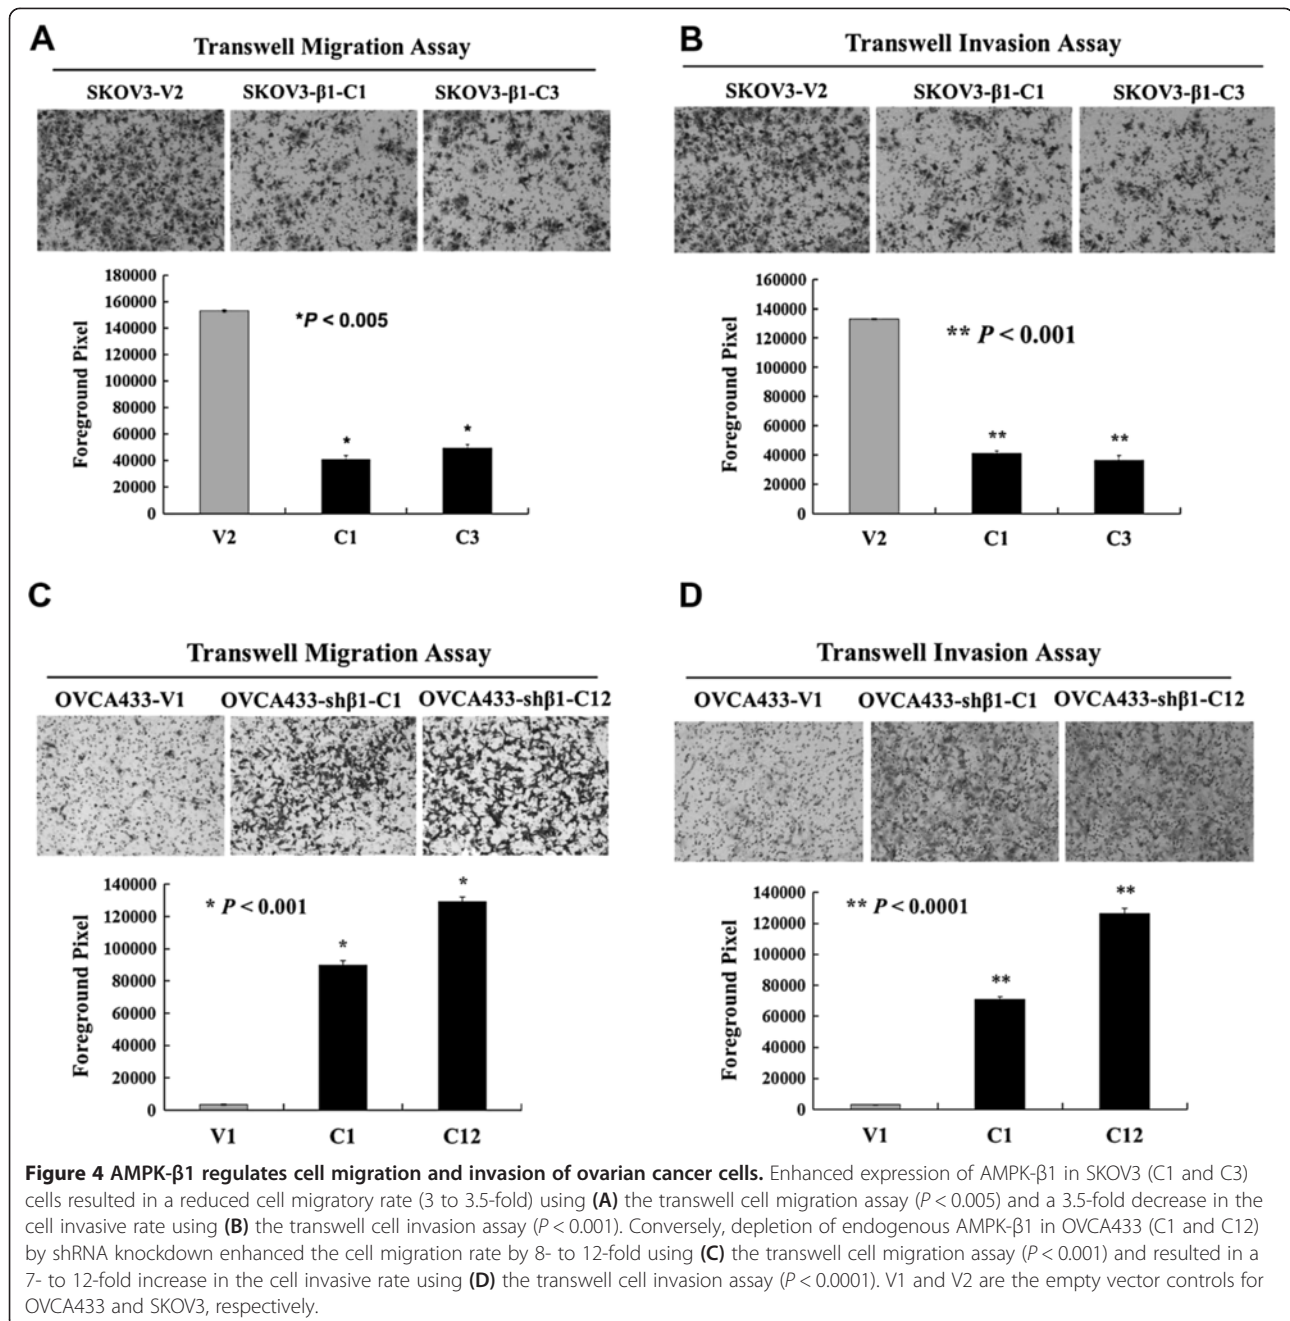 A
Transwell Migration Assay
SKOV3-V2 SKOV3-β1-C1 SKOV3-β1-C3
180000
160000
140000
120000
100000
80000
60000
40000
20000
0
Foreground Pixel
*P < 0.005
*
*
V2 C1 C3
B
Transwell Invasion Assay
SKOV3-V2 SKOV3-β1-C1 SKOV3-β1-C3
160000
140000
120000
100000
80000
60000
40000
20000
0
Foreground Pixel
** P < 0.001
**
**
V2 C1 C3
C
Transwell Migration Assay
OVCA433-V1 OVCA433-shβ1-C1 OVCA433-shβ1-C12
140000
120000
100000
80000
60000
40000
20000
0
Foreground Pixel
* P < 0.001
*
*
V1 C1 C12
D
Transwell Invasion Assay
OVCA433-V1 OVCA433-shβ1-C1 OVCA433-shβ1-C12
140000
120000
100000
80000
60000
40000
20000
0
Foreground Pixel
** P < 0.0001
**
**
V1 C1 C12
Figure 4 AMPK-β1 regulates cell migration and invasion of ovarian cancer cells. Enhanced expression of AMPK-β1 in SKOV3 (C1 and C3)
cells resulted in a reduced cell migratory rate (3 to 3.5-fold) using (A) the transwell cell migration assay (P < 0.005) and a 3.5-fold decrease in the
cell invasive rate using (B) the transwell cell invasion assay (P < 0.001). Conversely, depletion of endogenous AMPK-β1 in OVCA433 (C1 and C12)
by shRNA knockdown enhanced the cell migration rate by 8- to 12-fold using (C) the transwell cell migration assay (P < 0.001) and resulted in a
7- to 12-fold increase in the cell invasive rate using (D) the transwell cell invasion assay (P < 0.0001). V1 and V2 are the empty vector controls for
OVCA433 and SKOV3, respectively.